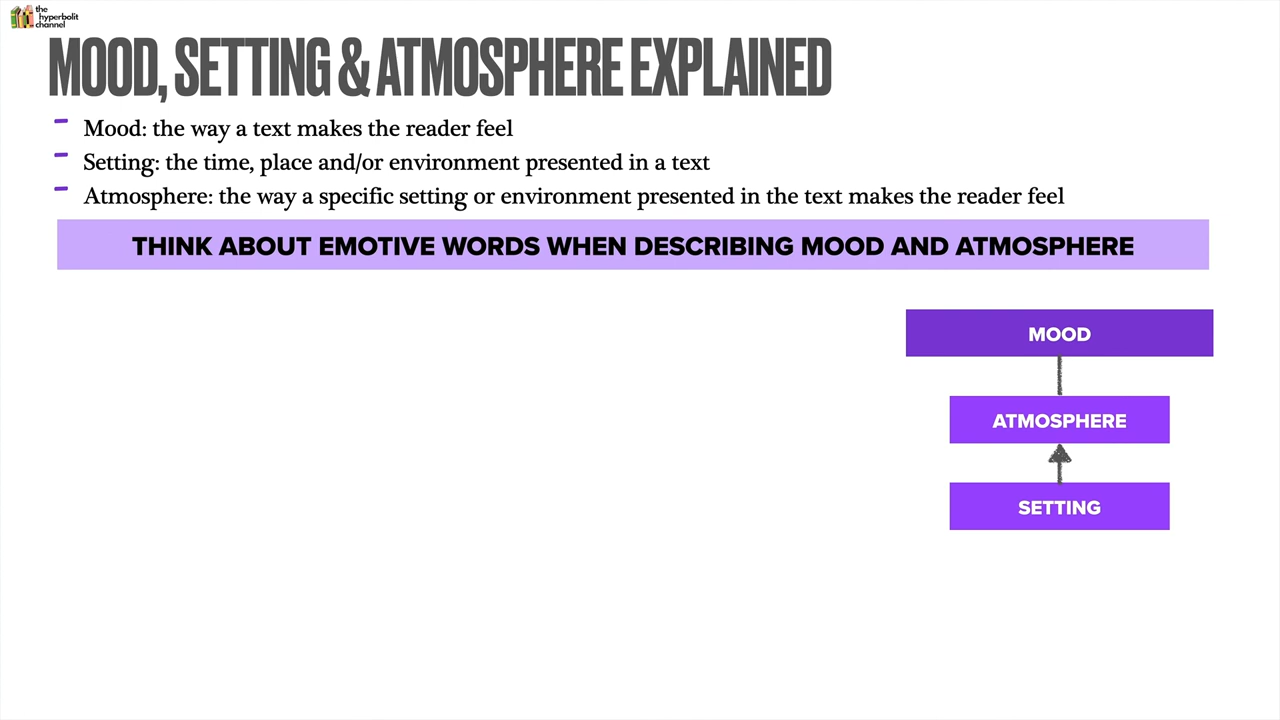 the
hyperbolit
channel
MOOD, SETTING & ATMOSPHERE EXPLAINED
- Mood: the way a text makes the reader feel
- Setting: the time, place and/or environment presented in a text
- Atmosphere: the way a specific setting or environment presented in the text makes the reader feel
THINK ABOUT EMOTIVE WORDS WHEN DESCRIBING MOOD AND ATMOSPHERE
MOOD
ATMOSPHERE
SETTING